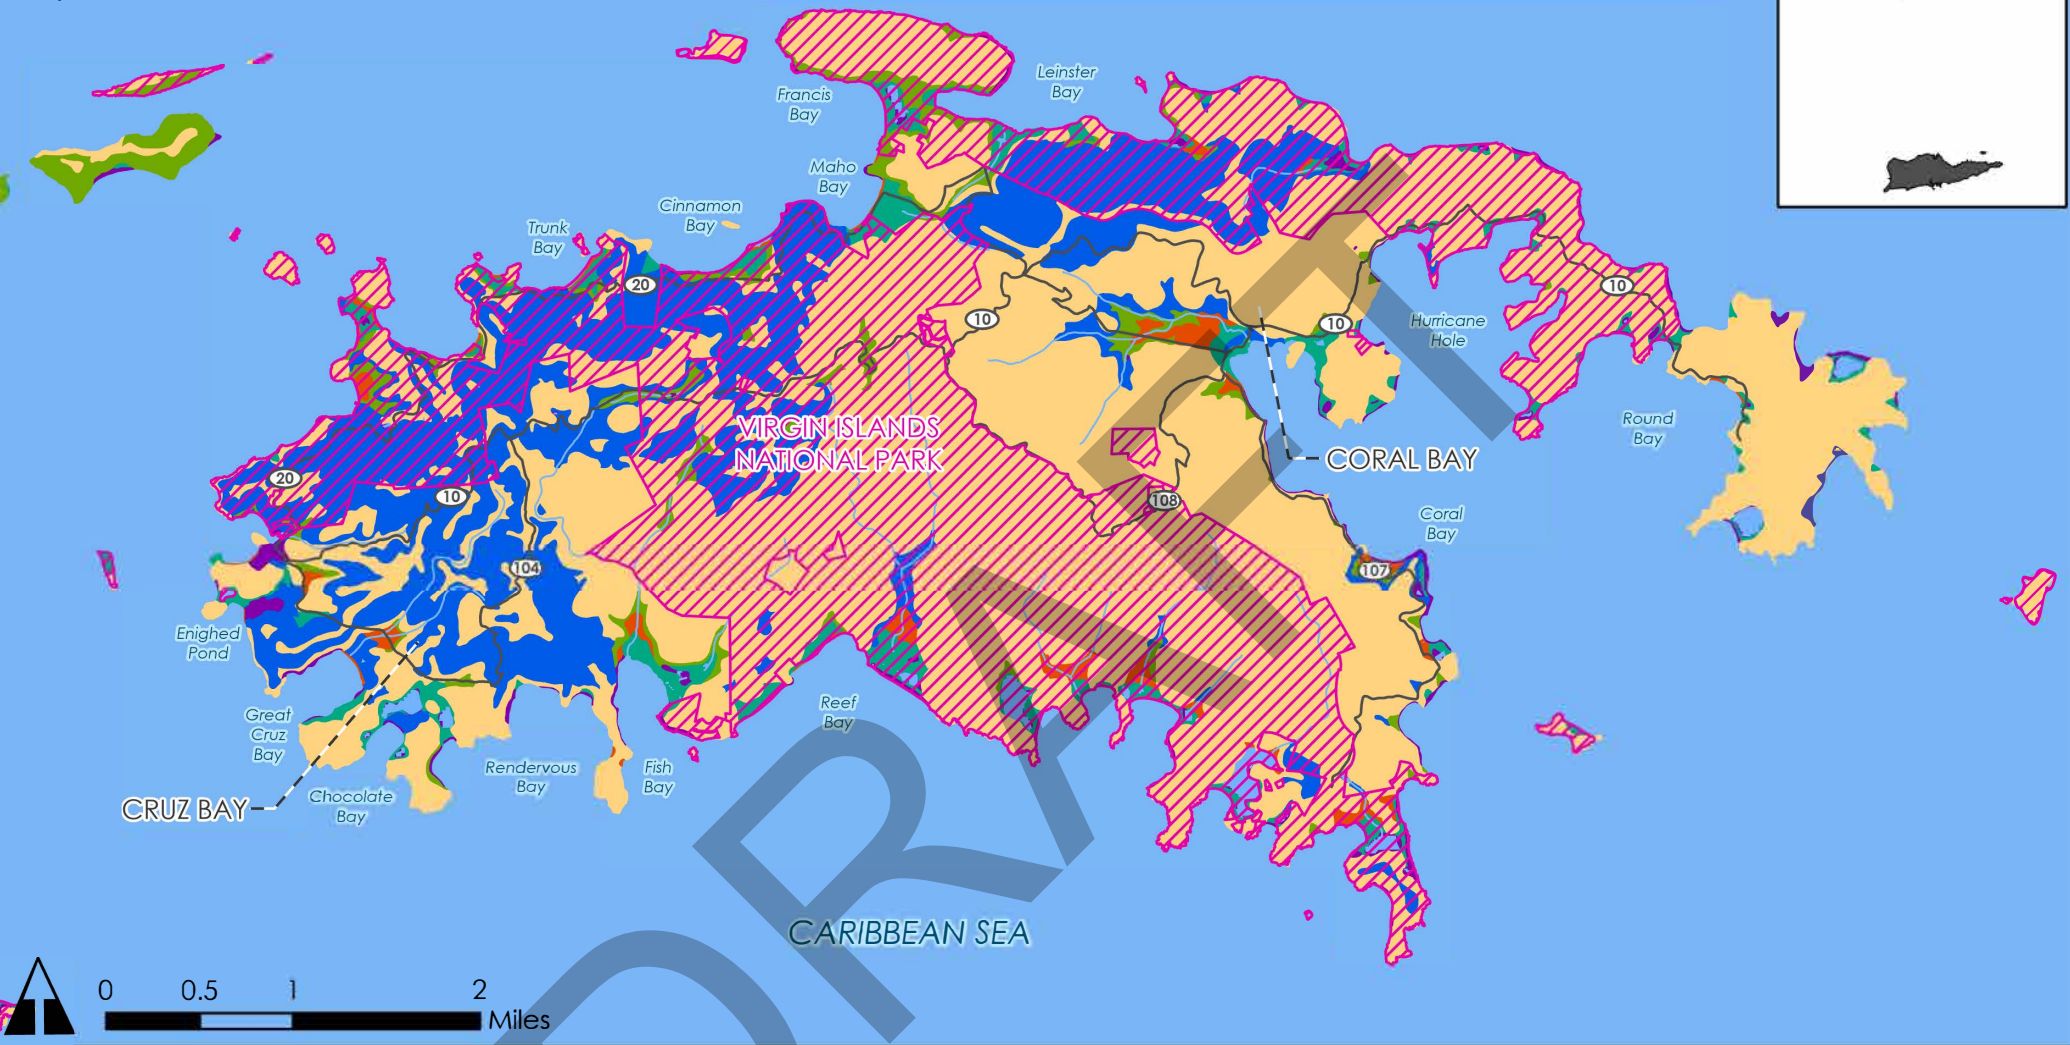 Leinster
Bay
Francis
Bay
Maho
Bay
Cinnamon
Bay
Trunk
Bay
20
10
10
10
Hurricane
Hole
VIRGIN ISLANDS
NATIONAL PARK
Round
Bay
CORAL BAY
20
10
108
Coral
Bay
104
107
Enighed
Pond
Great
Cruz
Bay
Reef
Bay
Rendervous
Bay
Fish
Bay
Chocolate
Bay
CRUZ BAY
CARIBBEAN SEA
0 0.5 1 2
Miles
DRAFT